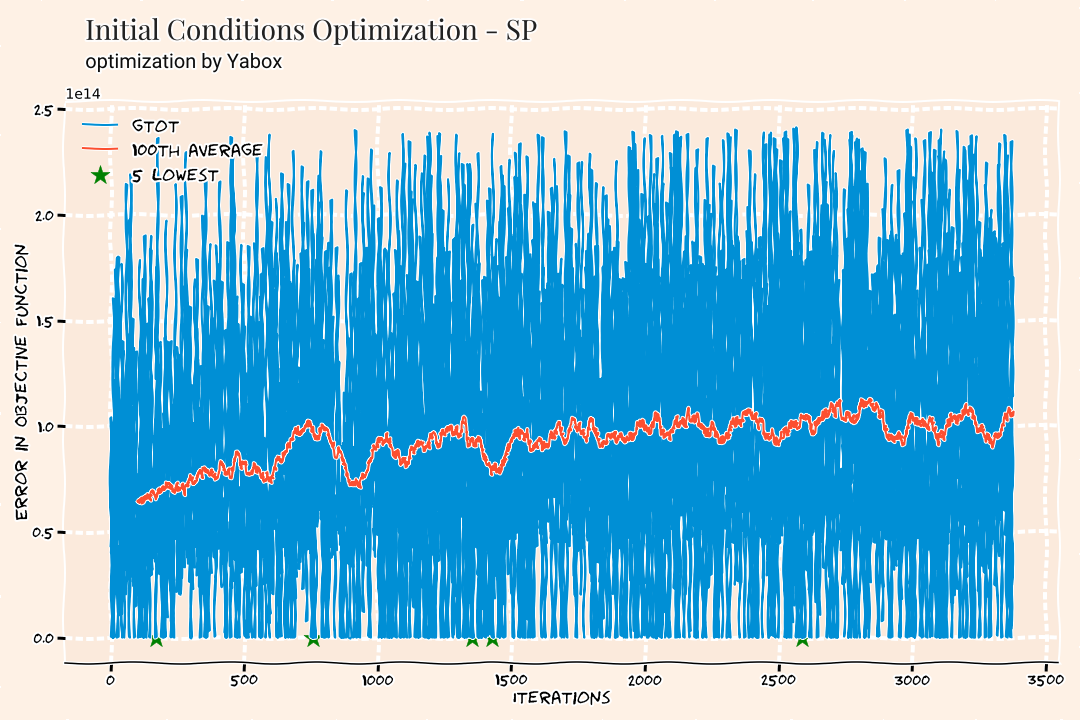 Initial Conditions Optimization - SP
optimization by Yabox
1e14
2.5
GTOT
100TH AVERAGE
5 LOWEST
2.0
1.5
1.0
0.5
0.0
ERROR IN OBJECTIVE FUNCTION
0 500 1000 1500 2000 2500 3000 3500
ITERATIONS